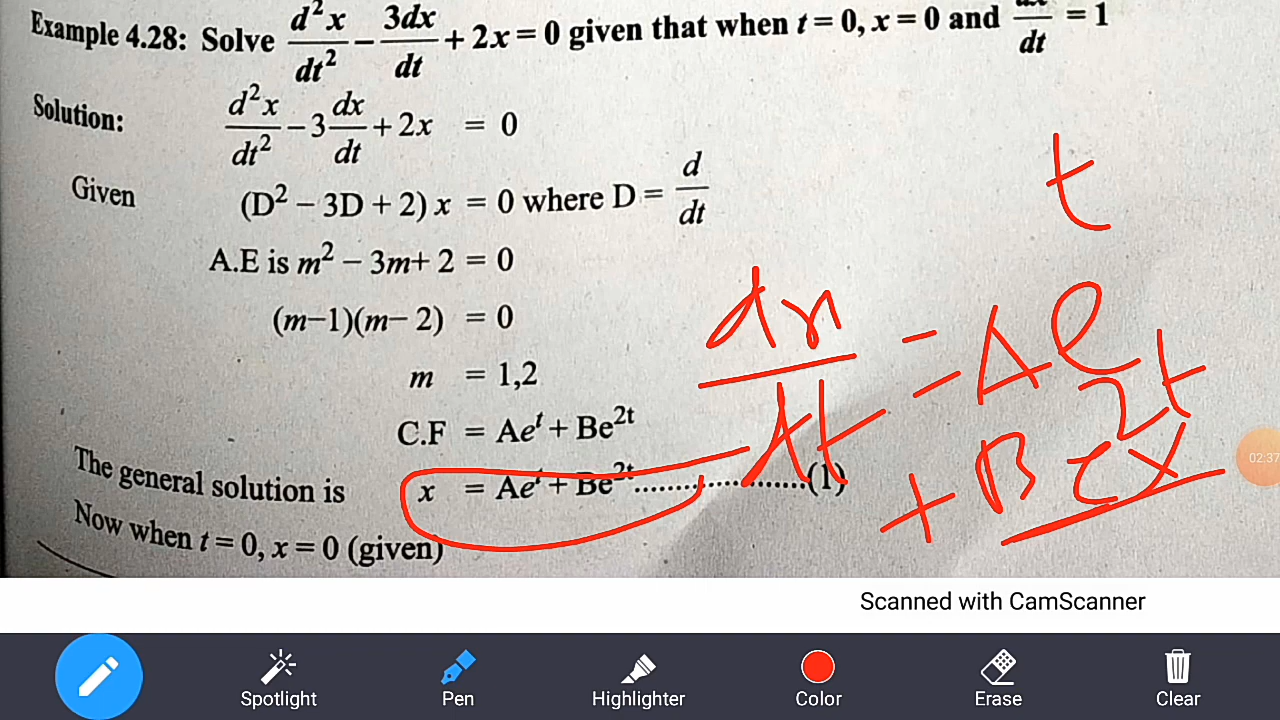 Example 4.28: Solve d²x/dt² − 3dx/dt + 2x = 0 given that when t = 0, x = 0 and dx/dt = 1
Solution: d²x/dt² − 3 dx/dt + 2x = 0
Given (D² − 3D + 2) x = 0 where D = d/dt
t
A.E is m² − 3m + 2 = 0
(m−1)(m− 2) = 0
m = 1,2
dx/dt = Ae^t
C.F = Ae^t + Be^2t
+ Be^2t
The general solution is x = Ae^t + Be^2t .....................(1)
Now when t = 0, x = 0 (given)
02:37
Scanned with CamScanner
Spotlight
Pen
Highlighter
Color
Erase
Clear